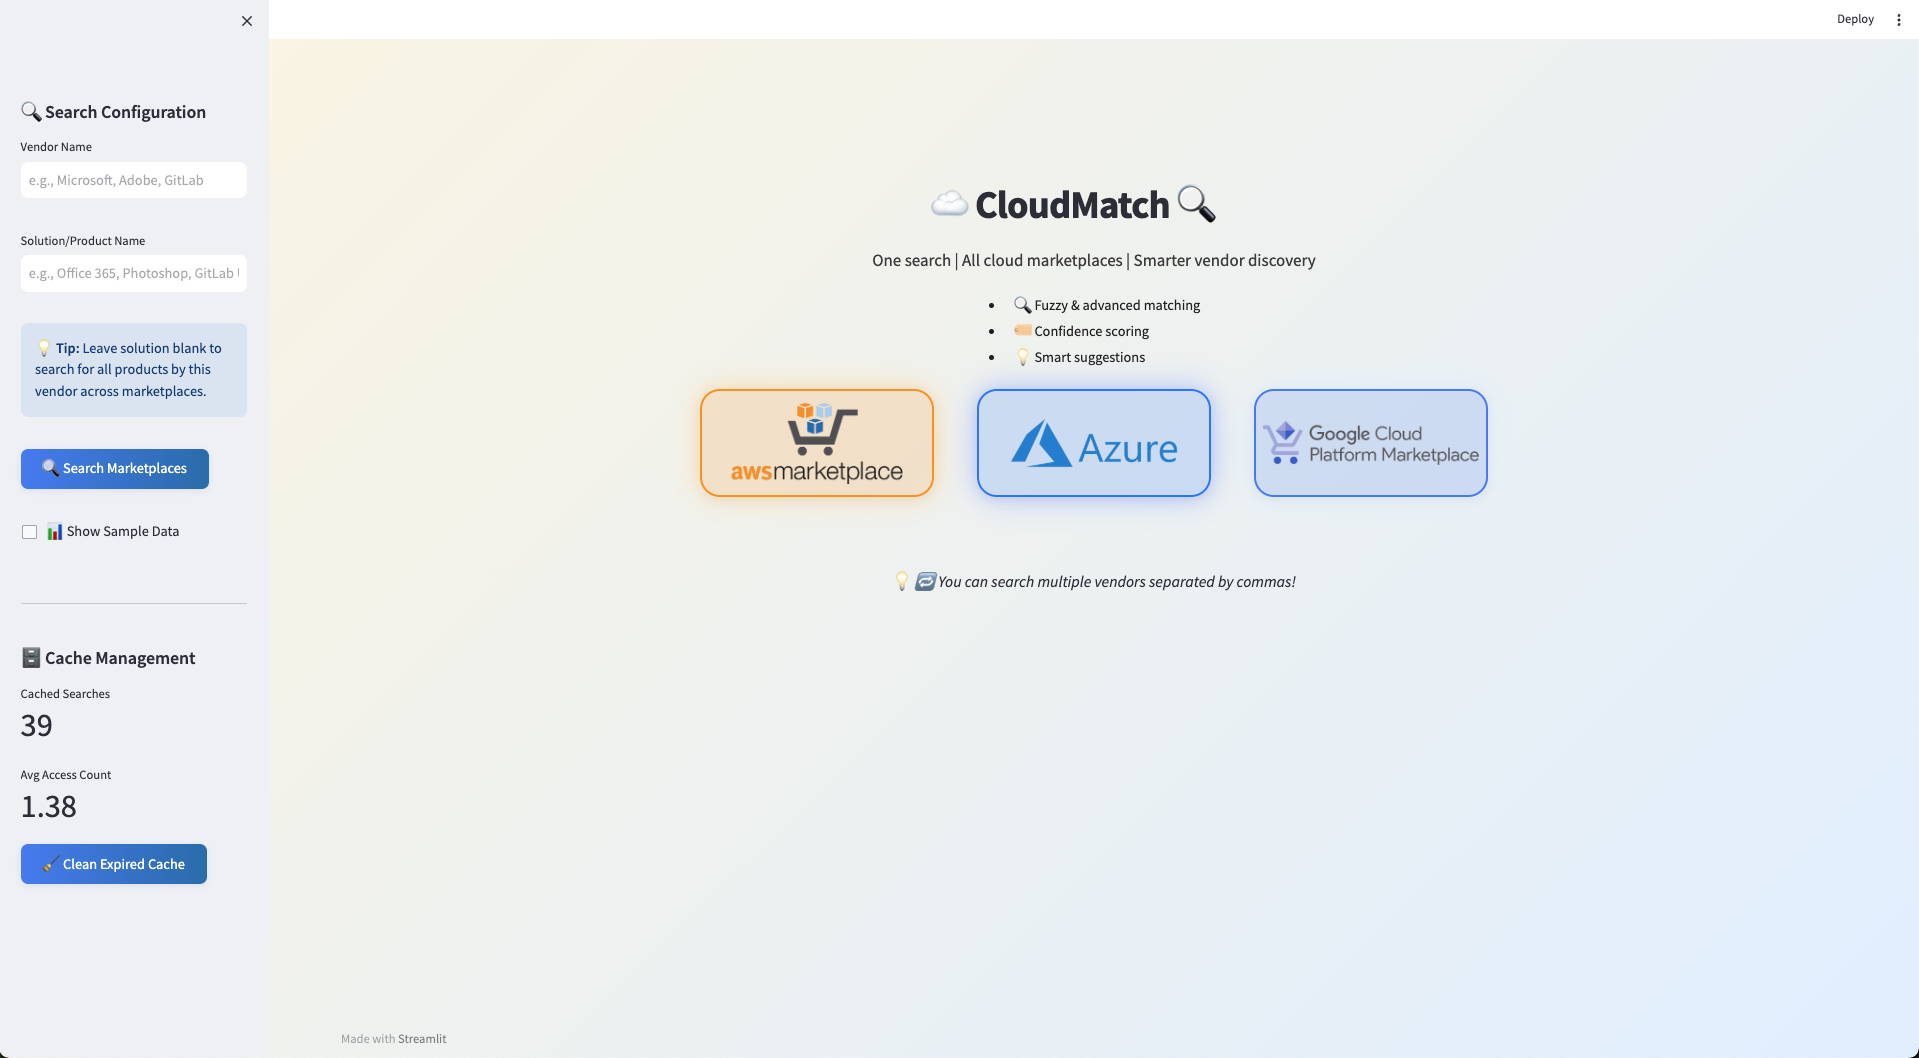 Deploy
Search Configuration
Vendor Name
e.g., Microsoft, Adobe, GitLab
Solution/Product Name
e.g., Office 365, Photoshop, GitLab
Tip: Leave solution blank to
search for all products by this
vendor across marketplaces.
Search Marketplaces
Show Sample Data
Cache Management
Cached Searches
39
Avg Access Count
1.38
Clean Expired Cache
CloudMatch
One search | All cloud marketplaces | Smarter vendor discovery
• Fuzzy & advanced matching
• Confidence scoring
• Smart suggestions
awsmarketplace
Azure
Google Cloud
Platform Marketplace
You can search multiple vendors separated by commas!
Made with Streamlit